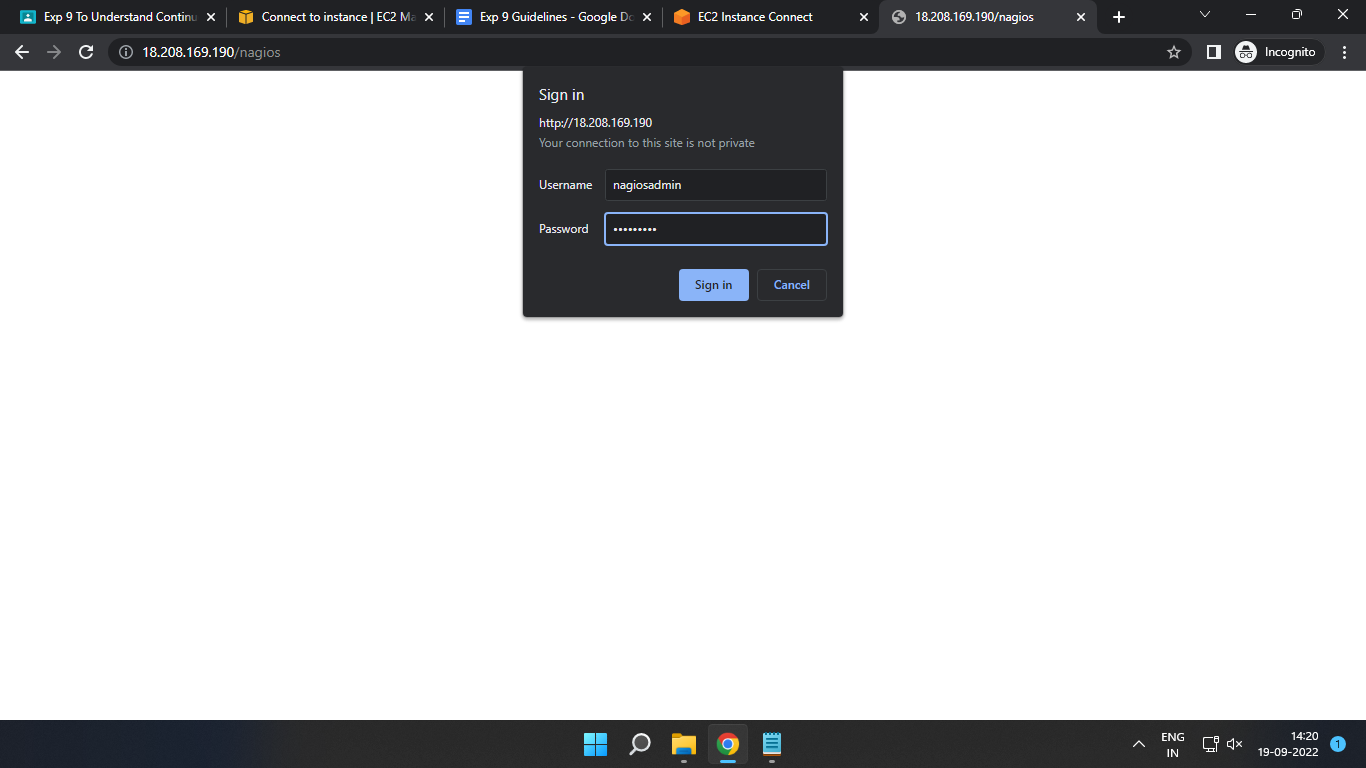 Exp 9 To Understand Continu
Connect to instance | EC2 Ma
Exp 9 Guidelines - Google Do
EC2 Instance Connect
18.208.169.190/nagios
18.208.169.190/nagios
Incognito
Sign in
http://18.208.169.190
Your connection to this site is not private
Username
nagiosadmin
Password
•••••••••
Sign in
Cancel
ENG
IN
14:20
19-09-2022
1